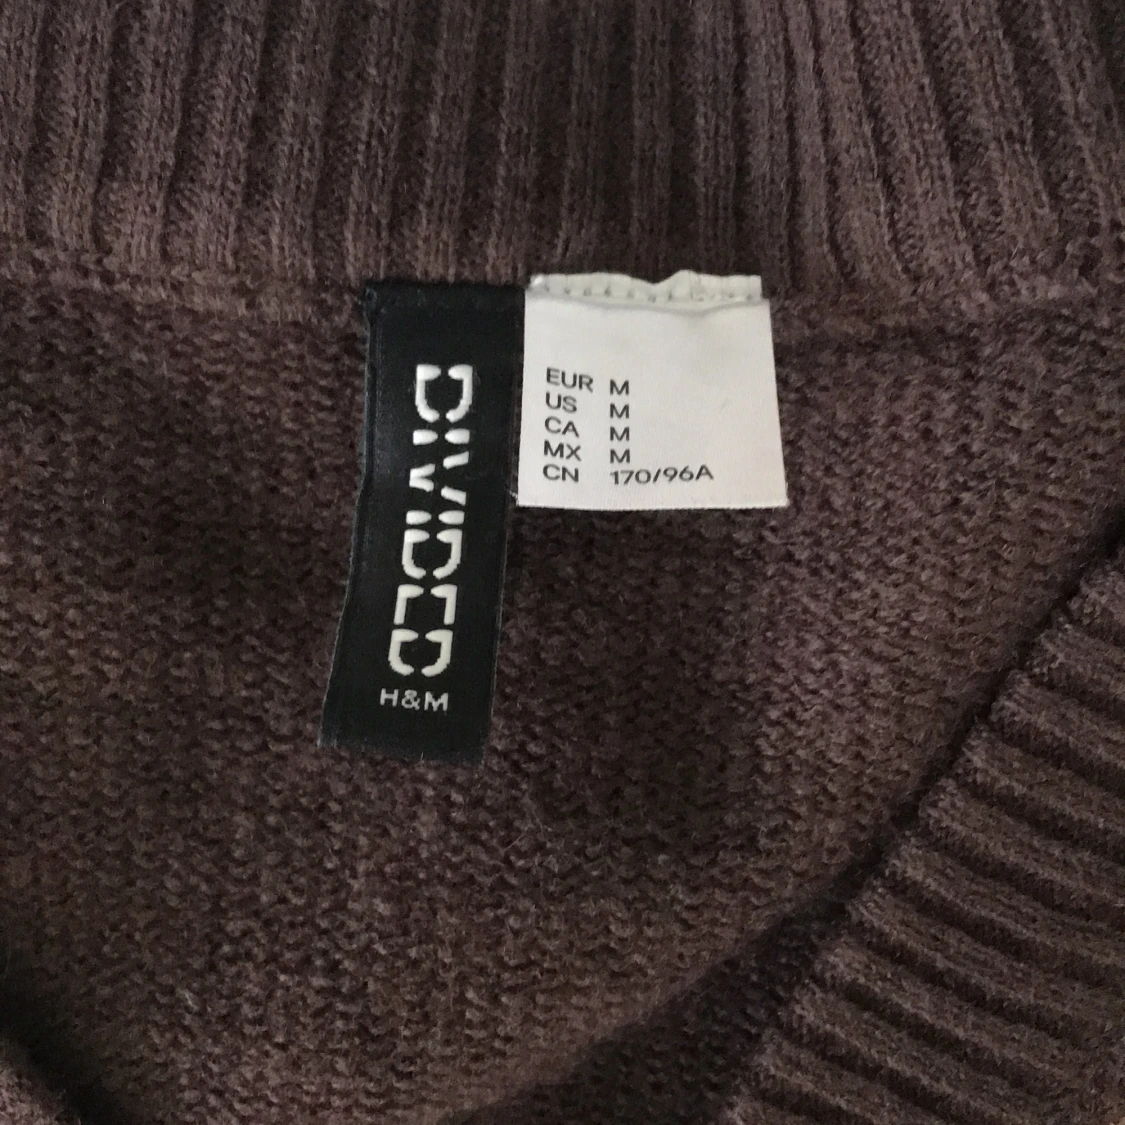 DIVIDED
H&M
EUR M
US M
CA M
MX M
CN 170/96A